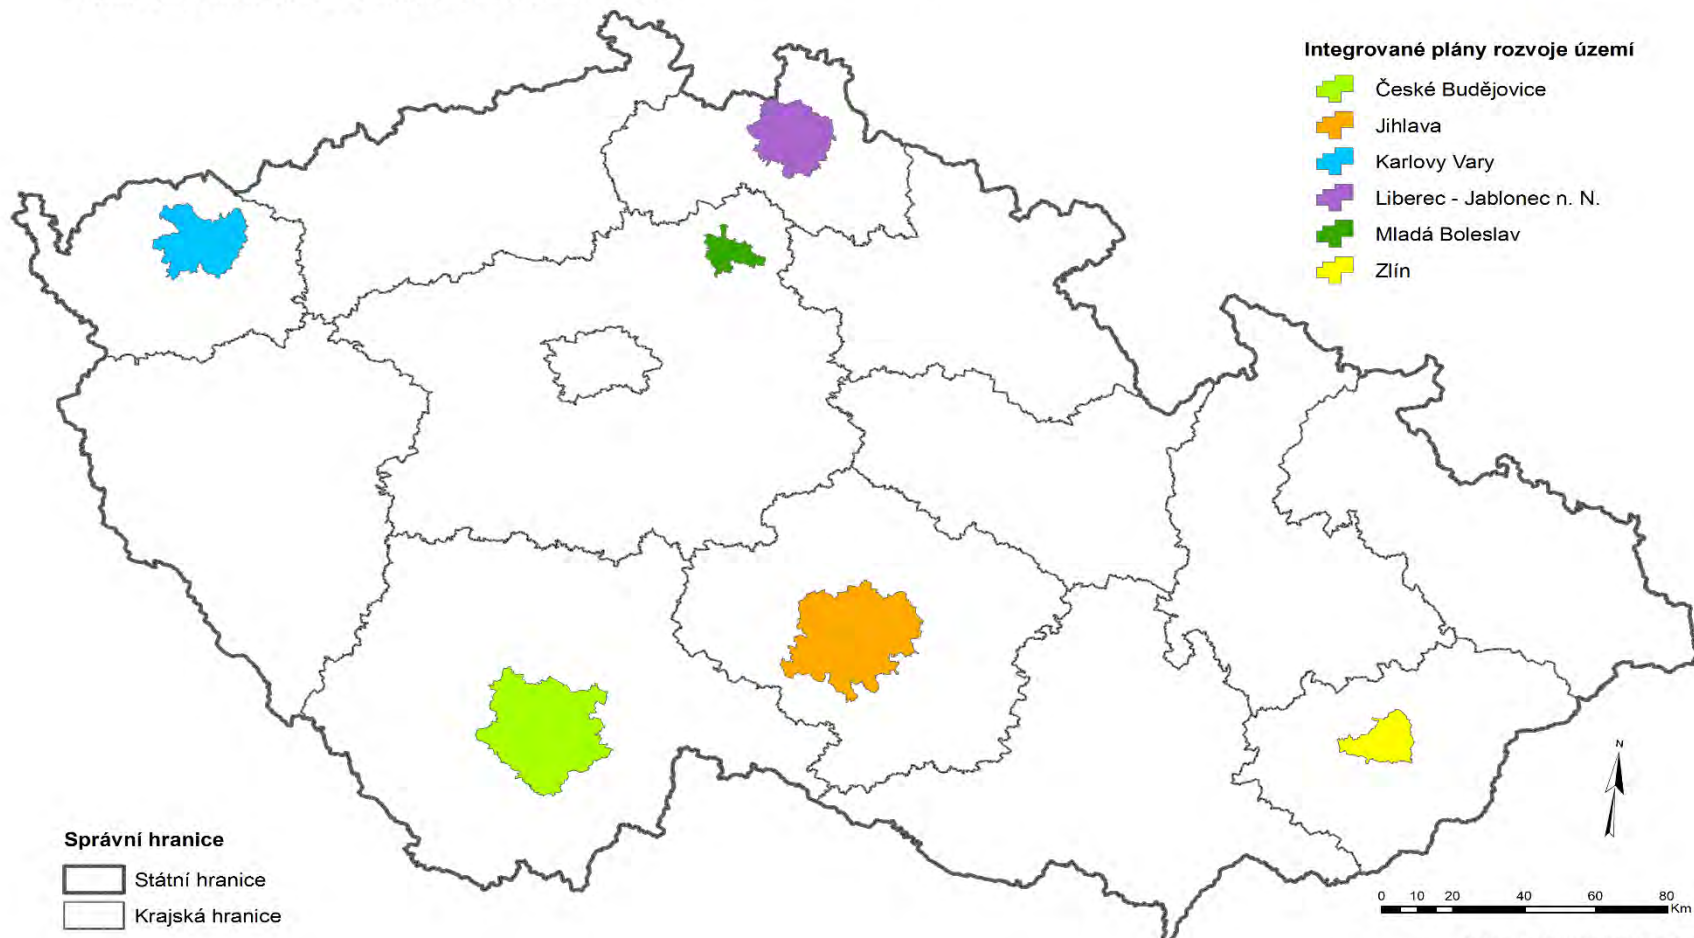 Integrované plány rozvoje území
České Budějovice
Jihlava
Karlovy Vary
Liberec - Jablonec n. N.
Mladá Boleslav
Zlín
N
Správní hranice
Státní hranice
Krajská hranice
0 10 20 40 60 80
Km